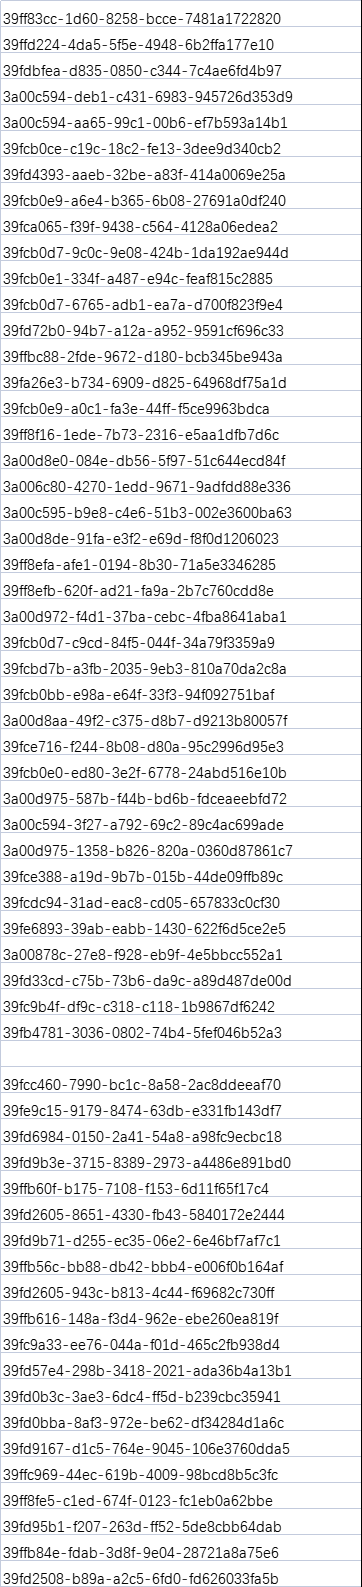 39ff83cc-1d60-8258-bcce-7481a1722820
39ffd224-4da5-5f5e-4948-6b2ffa177e10
39fdbfea-d835-0850-c344-7c4ae6fd4b97
3a00c594-deb1-c431-6983-945726d353d9
3a00c594-aa65-99c1-00b6-ef7b593a14b1
39fcb0ce-c19c-18c2-fe13-3dee9d340cb2
39fd4393-aaeb-32be-a83f-414a0069e25a
39fcb0e9-a6e4-b365-6b08-27691a0df240
39fca065-f39f-9438-c564-4128a06edea2
39fcb0d7-9c0c-9e08-424b-1da192ae944d
39fcb0e1-334f-a487-e94c-feaf815c2885
39fcb0d7-6765-adb1-ea7a-d700f823f9e4
39fd72b0-94b7-a12a-a952-9591cf696c33
39ffbc88-2fde-9672-d180-bcb345be943a
39fa26e3-b734-6909-d825-64968df75a1d
39fcb0e9-a0c1-fa3e-44ff-f5ce9963bdca
39ff8f16-1ede-7b73-2316-e5aa1dfb7d6c
3a00d8e0-084e-db56-5f97-51c644ecd84f
3a006c80-4270-1edd-9671-9adfdd88e336
3a00c595-b9e8-c4e6-51b3-002e3600ba63
3a00d8de-91fa-e3f2-e69d-f8f0d1206023
39ff8efa-afe1-0194-8b30-71a5e3346285
39ff8efb-620f-ad21-fa9a-2b7c760cdd8e
3a00d972-f4d1-37ba-cebc-4fba8641aba1
39fcb0d7-c9cd-84f5-044f-34a79f3359a9
39fcbd7b-a3fb-2035-9eb3-810a70da2c8a
39fcb0bb-e98a-e64f-33f3-94f092751baf
3a00d8aa-49f2-c375-d8b7-d9213b80057f
39fce716-f244-8b08-d80a-95c2996d95e3
39fcb0e0-ed80-3e2f-6778-24abd516e10b
3a00d975-587b-f44b-bd6b-fdceaeebfd72
3a00c594-3f27-a792-69c2-89c4ac699ade
3a00d975-1358-b826-820a-0360d87861c7
39fce388-a19d-9b7b-015b-44de09ffb89c
39fcdc94-31ad-eac8-cd05-657833c0cf30
39fe6893-39ab-eabb-1430-622f6d5ce2e5
3a00878c-27e8-f928-eb9f-4e5bbcc552a1
39fd33cd-c75b-73b6-da9c-a89d487de00d
39fc9b4f-df9c-c318-c118-1b9867df6242
39fb4781-3036-0802-74b4-5fef046b52a3
39fcc460-7990-bc1c-8a58-2ac8ddeeaf70
39fe9c15-9179-8474-63db-e331fb143df7
39fd6984-0150-2a41-54a8-a98fc9ecbc18
39fd9b3e-3715-8389-2973-a4486e891bd0
39ffb60f-b175-7108-f153-6d11f65f17c4
39fd2605-8651-4330-fb43-5840172e2444
39fd9b71-d255-ec35-06e2-6e46bf7af7c1
39ffb56c-bb88-db42-bbb4-e006f0b164af
39fd2605-943c-b813-4c44-f69682c730ff
39ffb616-148a-f3d4-962e-ebe260ea819f
39fc9a33-ee76-044a-f01d-465c2fb938d4
39fd57e4-298b-3418-2021-ada36b4a13b1
39fd0b3c-3ae3-6dc4-ff5d-b239cbc35941
39fd0bba-8af3-972e-be62-df34284d1a6c
39fd9167-d1c5-764e-9045-106e3760dda5
39ffc969-44ec-619b-4009-98bcd8b5c3fc
39ff8fe5-c1ed-674f-0123-fc1eb0a62bbe
39fd95b1-f207-263d-ff52-5de8cbb64dab
39ffb84e-fdab-3d8f-9e04-28721a8a75e6
39fd2508-b89a-a2c5-6fd0-fd626033fa5b